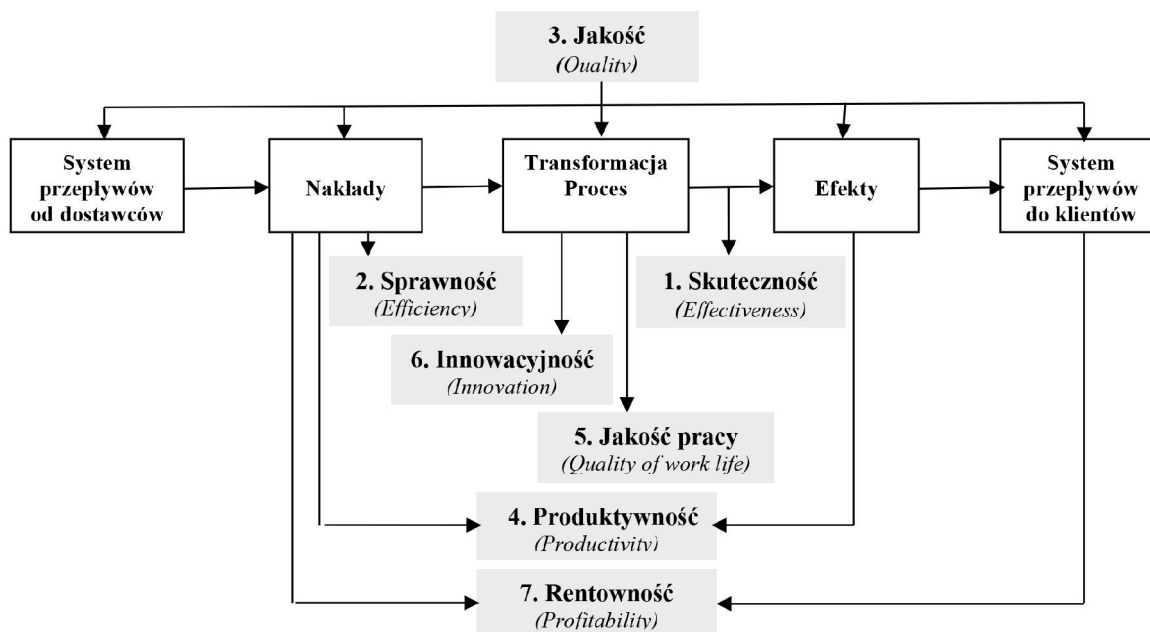 3. Jakość
(Quality)
System
przepływów
od dostawców
Nakłady
Transformacja
Proces
Efekty
System
przepływów
do klientów
2. Sprawność
(Efficiency)
1. Skuteczność
(Effectiveness)
6. Innowacyjność
(Innovation)
5. Jakość pracy
(Quality of work life)
4. Produktywność
(Productivity)
7. Rentowność
(Profitability)